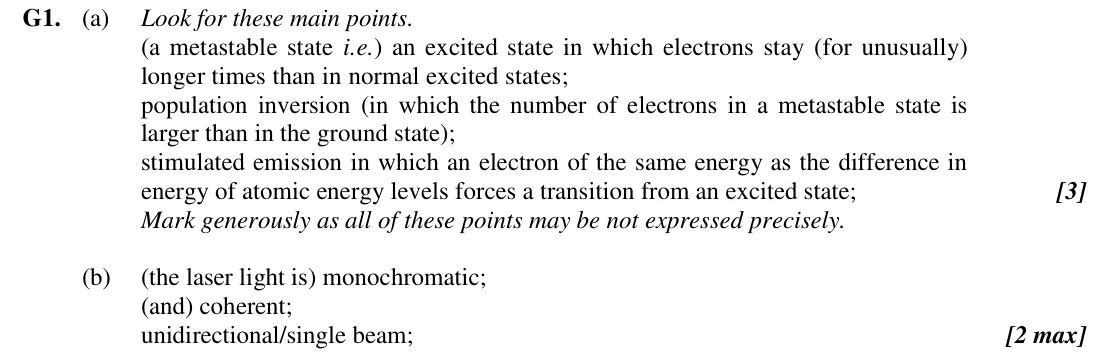 G1. (a) Look for these main points.
(a metastable state i.e.) an excited state in which electrons stay (for unusually)
longer times than in normal excited states;
population inversion (in which the number of electrons in a metastable state is
larger than in the ground state);
stimulated emission in which an electron of the same energy as the difference in
energy of atomic energy levels forces a transition from an excited state; [3]
Mark generously as all of these points may be not expressed precisely.
(b) (the laser light is) monochromatic;
(and) coherent;
unidirectional/single beam; [2 max]